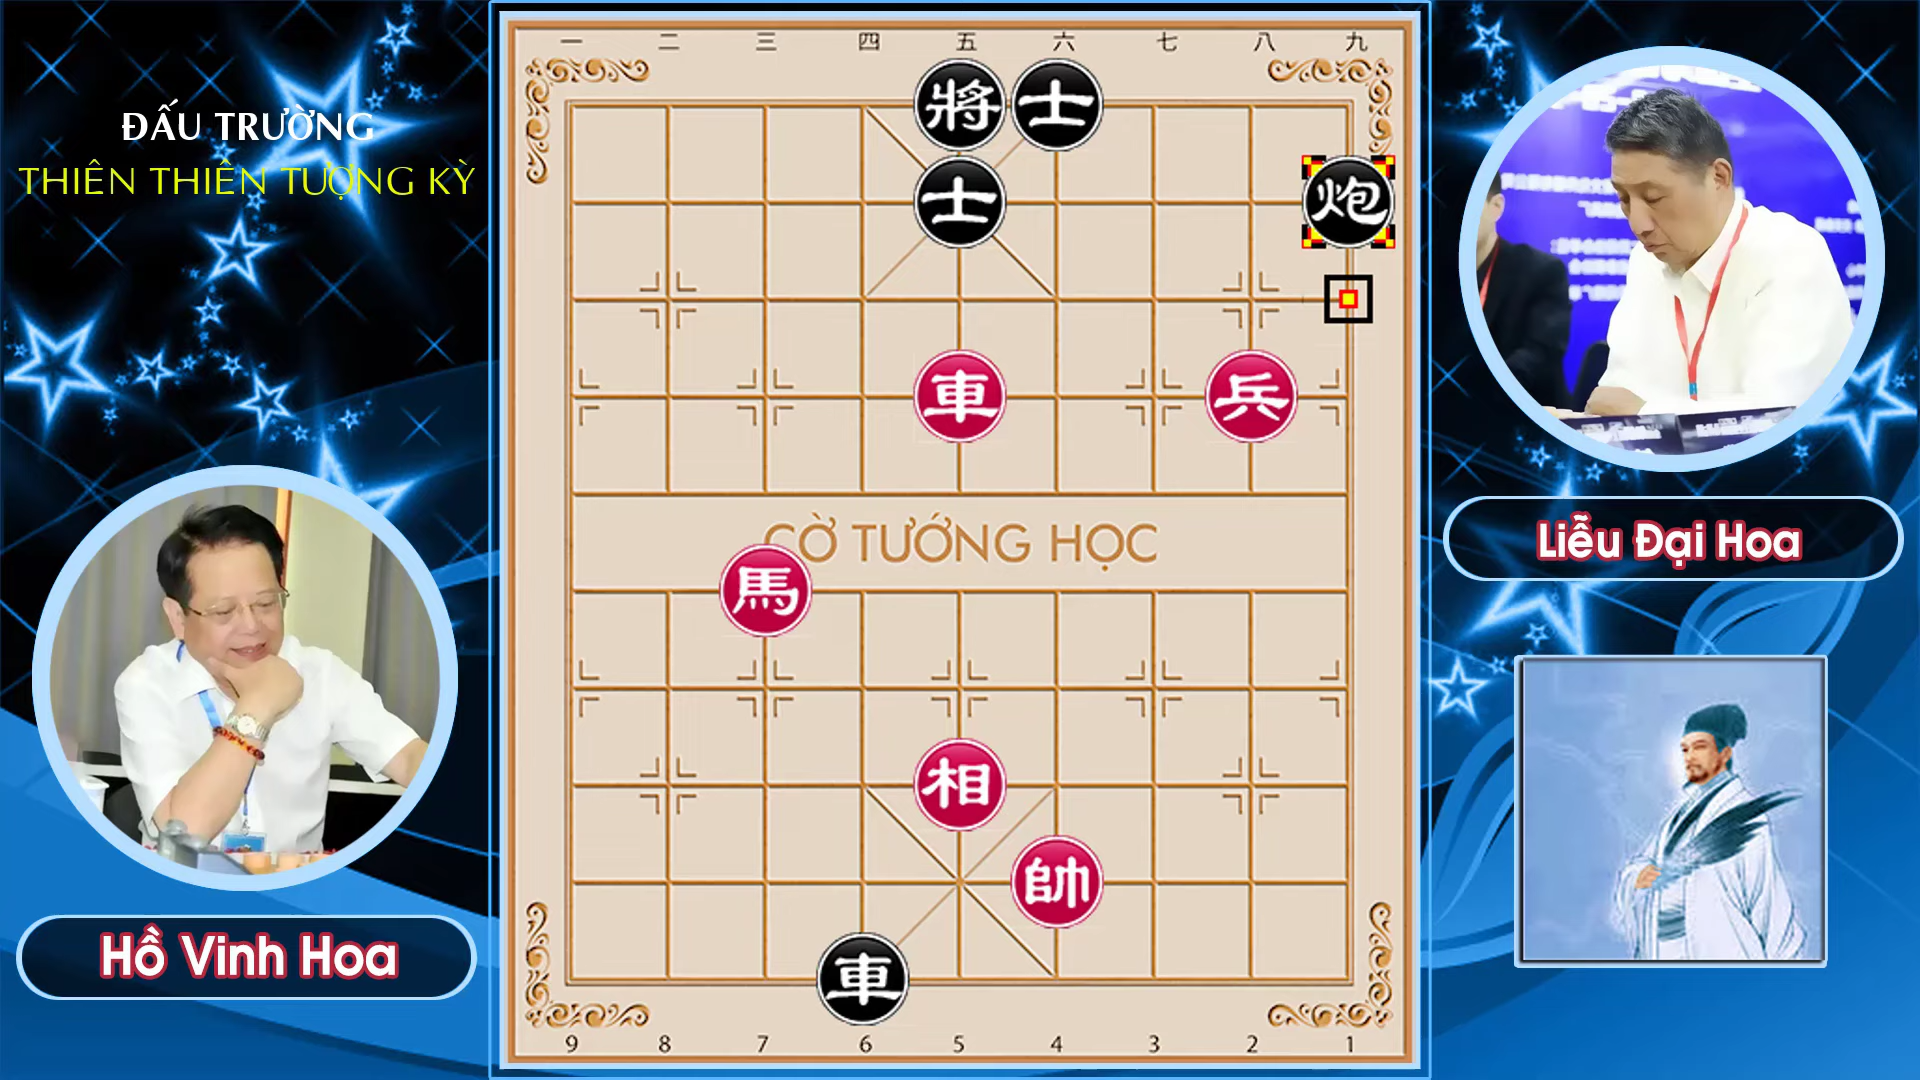 ĐẤU TRƯỜNG
THIÊN THIÊN TƯỢNG KỲ
一 二 三 四 五 六 七 八 九
將 士
士 炮
車 兵
CỜ TƯỚNG HỌC
馬
相
帥
車
9 8 7 6 5 4 3 2 1
Hồ Vinh Hoa
Liễu Đại Hoa